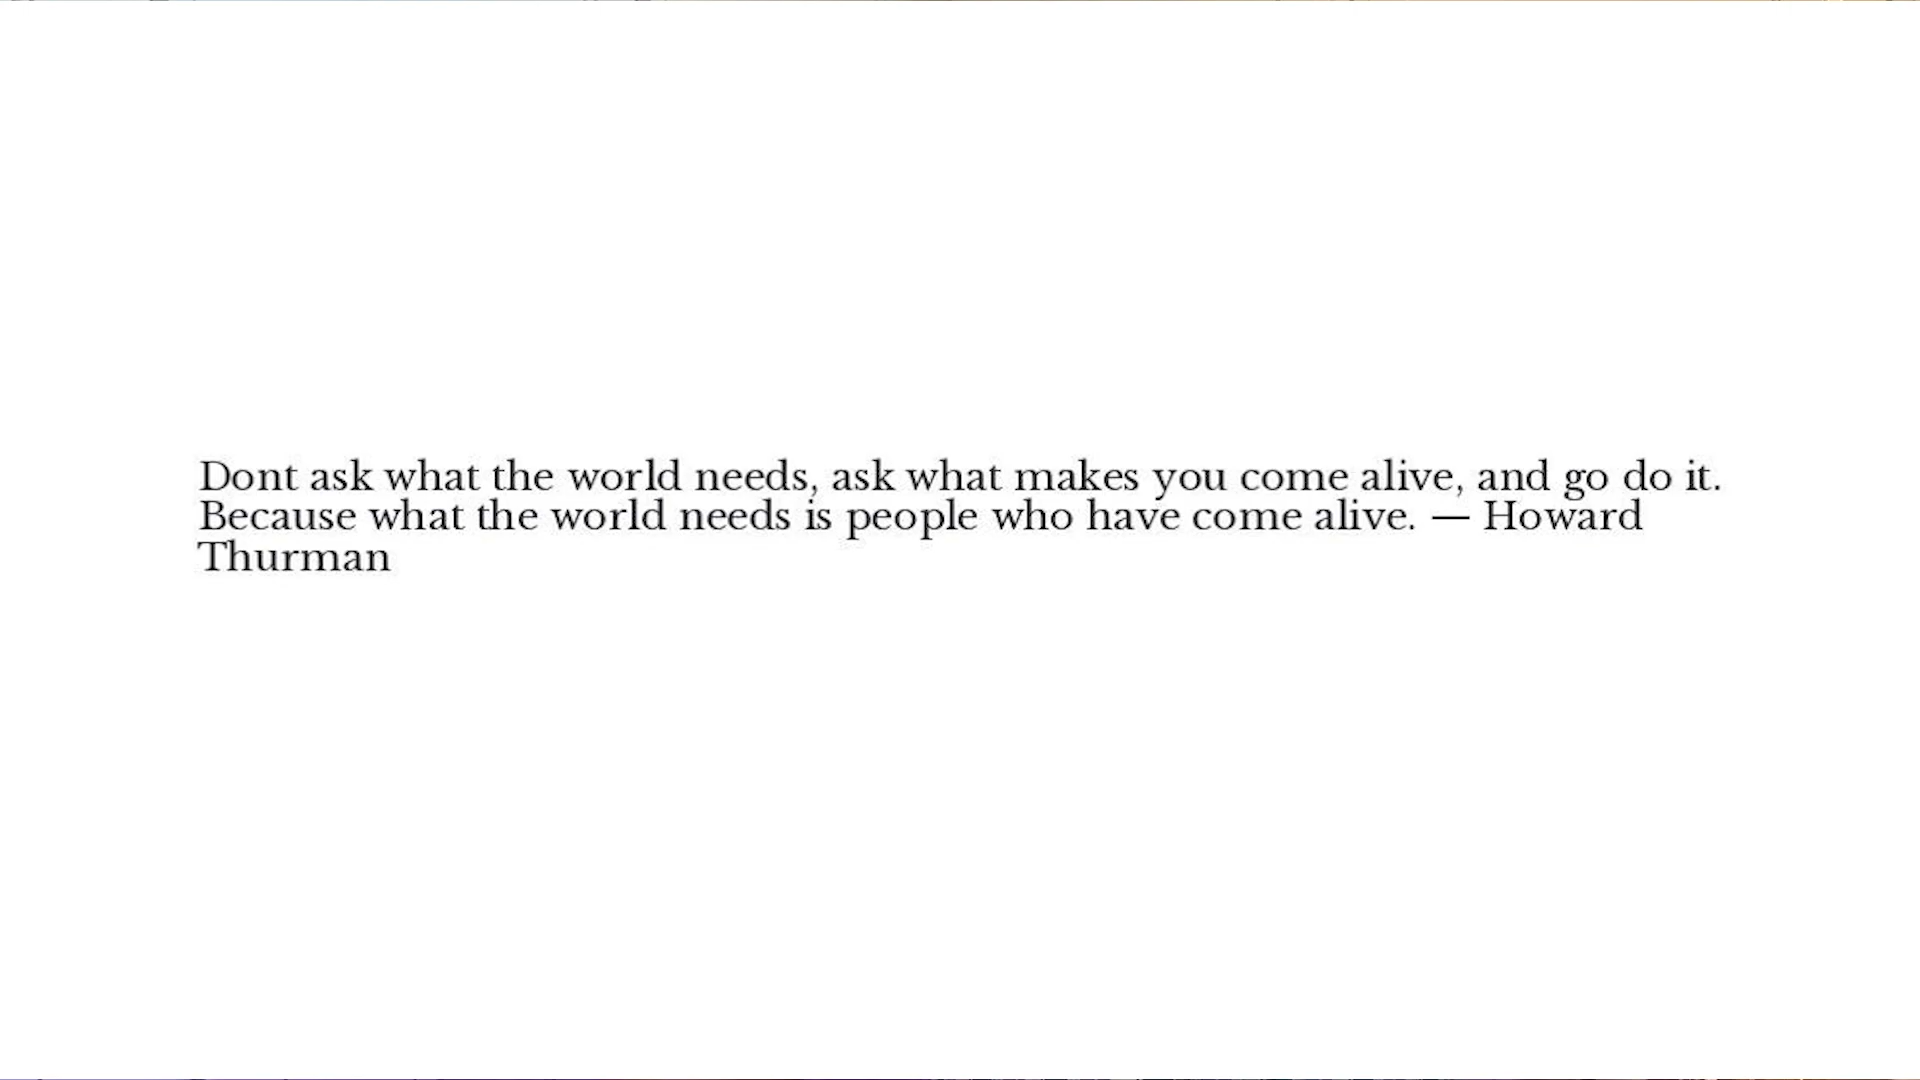 Dont ask what the world needs, ask what makes you come alive, and go do it.
Because what the world needs is people who have come alive. — Howard
Thurman